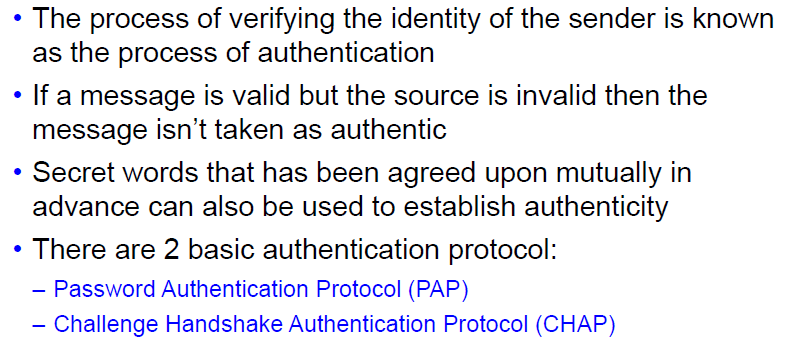 • The process of verifying the identity of the sender is known
as the process of authentication
• If a message is valid but the source is invalid then the
message isn’t taken as authentic
• Secret words that has been agreed upon mutually in
advance can also be used to establish authenticity
• There are 2 basic authentication protocol:
– Password Authentication Protocol (PAP)
– Challenge Handshake Authentication Protocol (CHAP)